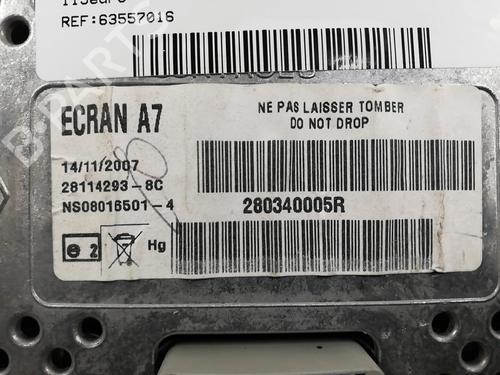 REF:63557016
ECRAN A7
NE PAS LAISSER TOMBER
DO NOT DROP
14/11/2007
28114293-8C
NS08016501-4
280340005R
2
Hg
B-Parts